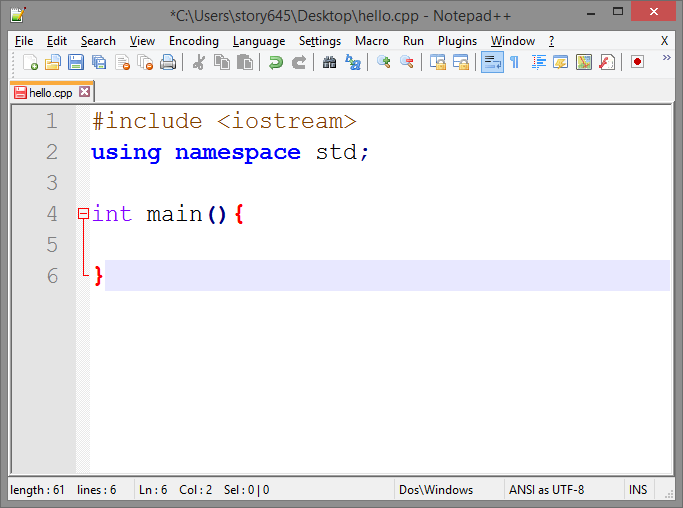 *C:\Users\story645\Desktop\hello.cpp - Notepad++
File Edit Search View Encoding Language Settings Macro Run Plugins Window ? X
hello.cpp
1 #include <iostream>
2 using namespace std;
3
4 int main(){
5
6 }
length : 61 lines : 6 Ln : 6 Col : 2 Sel : 0 | 0 Dos\Windows ANSI as UTF-8 INS